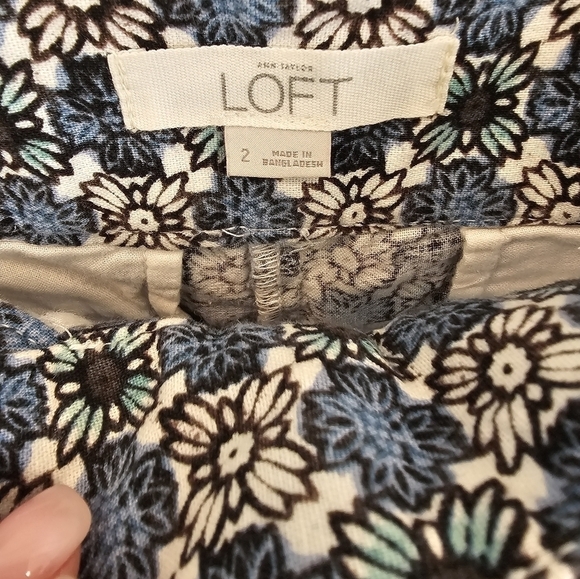 ANN TAYLOR
LOFT
2
MADE IN
BANGLADESH